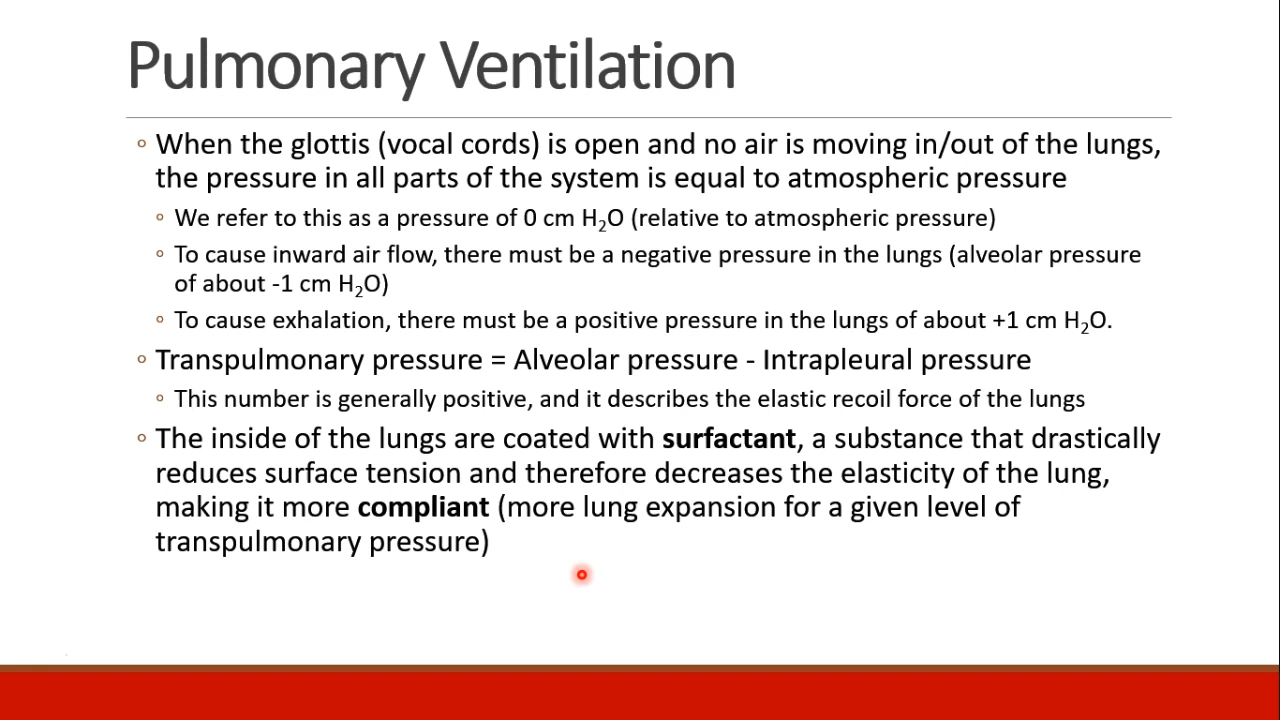 Pulmonary Ventilation
◦ When the glottis (vocal cords) is open and no air is moving in/out of the lungs,
the pressure in all parts of the system is equal to atmospheric pressure
◦ We refer to this as a pressure of 0 cm H₂O (relative to atmospheric pressure)
◦ To cause inward air flow, there must be a negative pressure in the lungs (alveolar pressure
of about -1 cm H₂O)
◦ To cause exhalation, there must be a positive pressure in the lungs of about +1 cm H₂O.
◦ Transpulmonary pressure = Alveolar pressure - Intrapleural pressure
◦ This number is generally positive, and it describes the elastic recoil force of the lungs
◦ The inside of the lungs are coated with surfactant, a substance that drastically
reduces surface tension and therefore decreases the elasticity of the lung,
making it more compliant (more lung expansion for a given level of
transpulmonary pressure)